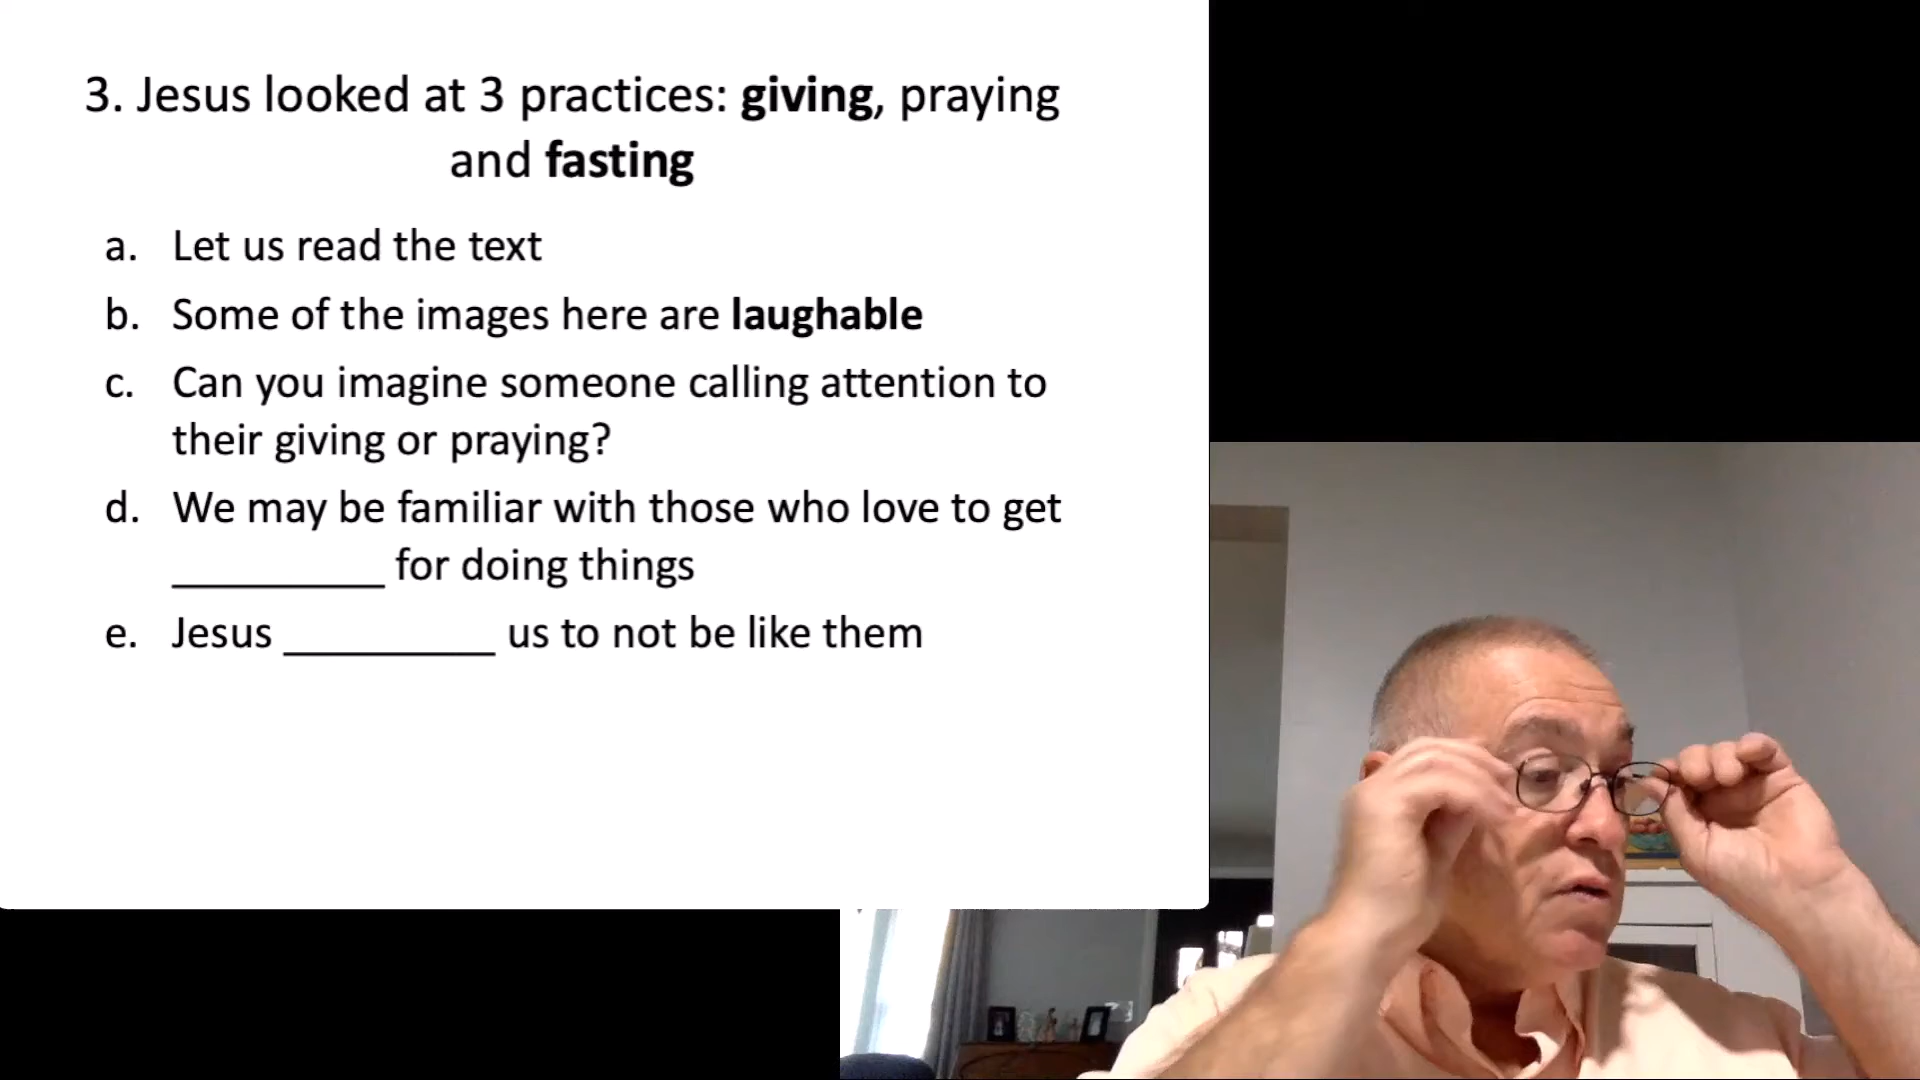 3. Jesus looked at 3 practices: giving, praying
and fasting
a. Let us read the text
b. Some of the images here are laughable
c. Can you imagine someone calling attention to
their giving or praying?
d. We may be familiar with those who love to get
__________ for doing things
e. Jesus __________ us to not be like them